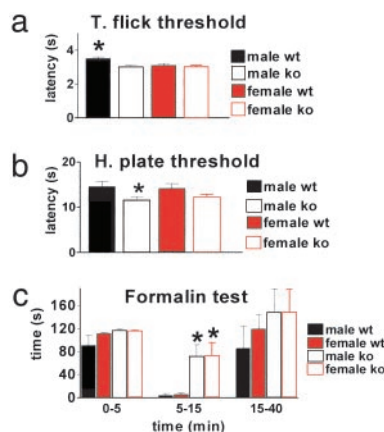 a T. flick threshold
*
latency (s)
4
2
0
male wt
male ko
female wt
female ko
b H. plate threshold
*
latency (s)
20
10
0
male wt
male ko
female wt
female ko
c Formalin test
* *
time (s)
160
120
80
40
0
male wt
female wt
male ko
female ko
0-5 5-15 15-40
time (min)